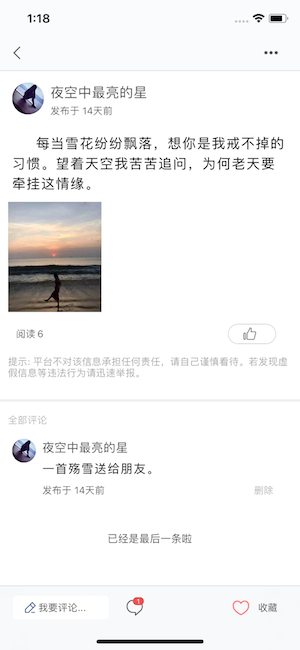 1:18
夜空中最亮的星
发布于 14天前
每当雪花纷纷飘落，想你是我戒不掉的
习惯。望着天空我苦苦追问，为何老天要
牵挂这情缘。
阅读 6
提示: 平台不对该信息承担任何责任，请自己谨慎看待。若发现虚
假信息等违法行为请迅速举报。
全部评论
夜空中最亮的星
一首殇雪送给朋友。
发布于 14天前
删除
已经是最后一条啦
我要评论...
1
收藏